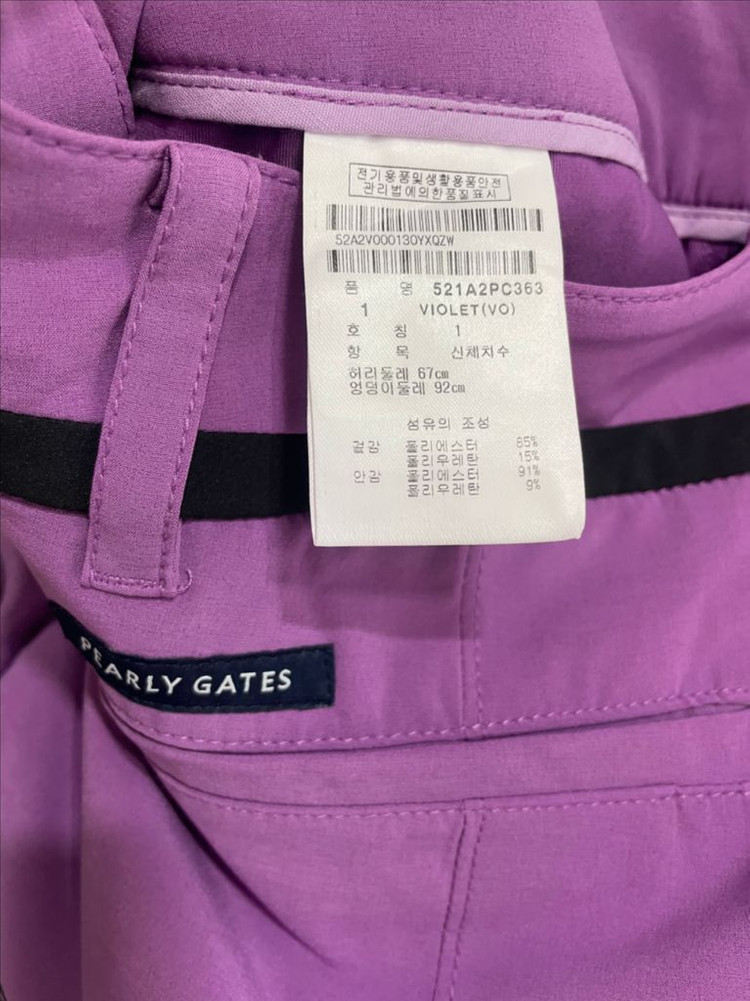 전기용품및생활용품안전
관리법에의한품질표시
52A2V000130YXQZW
품 명 521A2PC363
1 VIOLET(VO)
호 칭 1
항 목 신체치수
허리둘레 67cm
엉덩이둘레 92cm
섬유의 조성
겉감 폴리에스터 85%
폴리우레탄 15%
안감 폴리에스터 91%
폴리우레탄 9%
PEARLY GATES